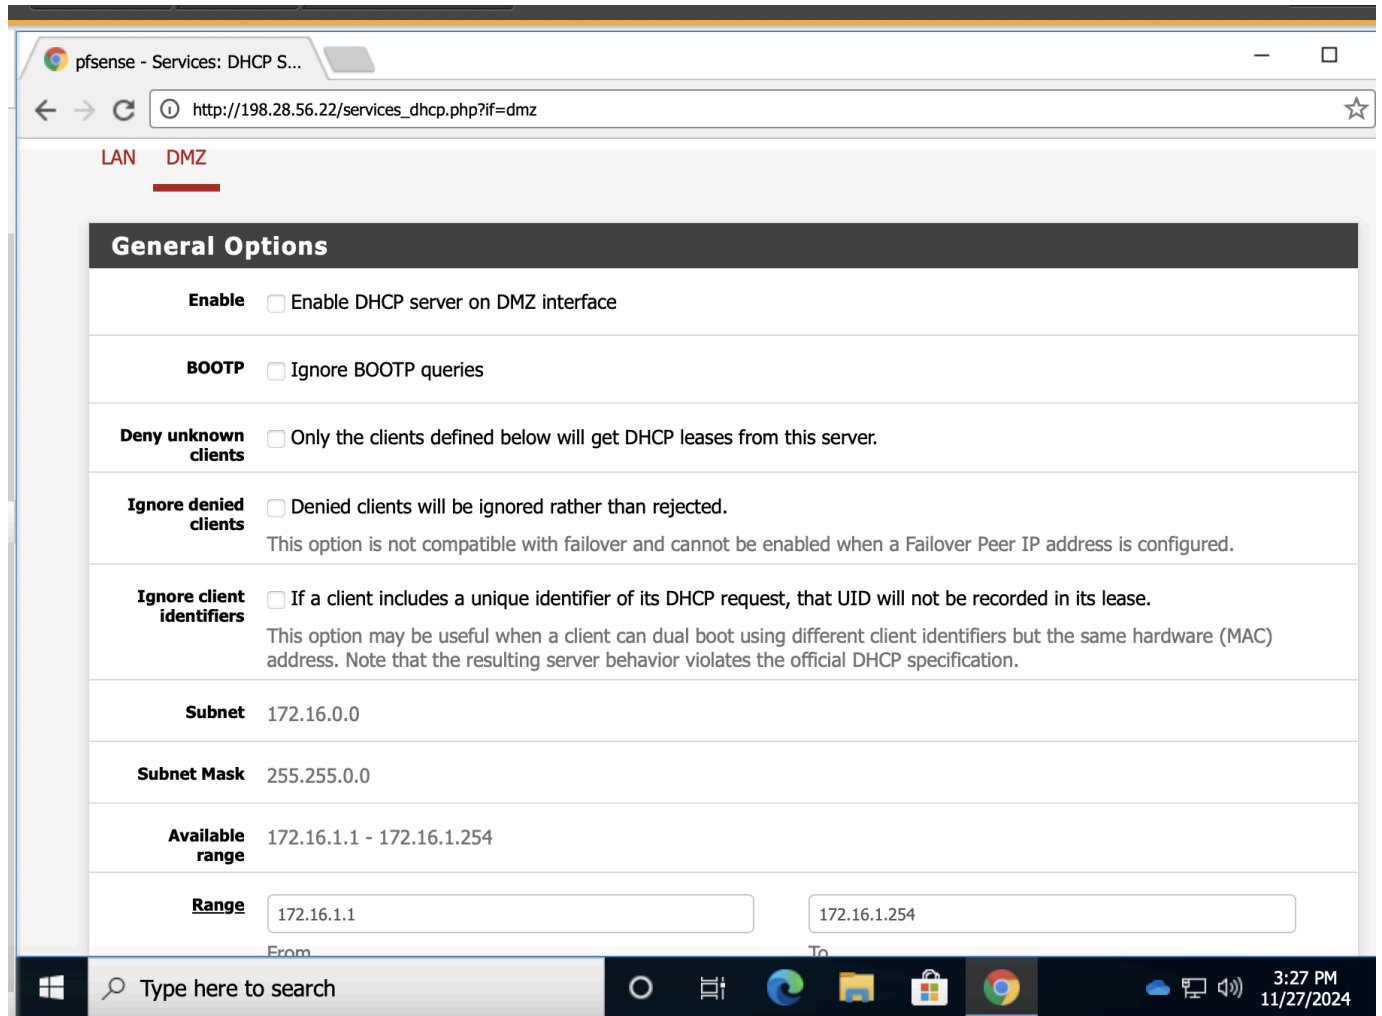 pfsense - Services: DHCP S...
http://198.28.56.22/services_dhcp.php?if=dmz
LAN DMZ
General Options
Enable Enable DHCP server on DMZ interface
BOOTP Ignore BOOTP queries
Deny unknown clients Only the clients defined below will get DHCP leases from this server.
Ignore denied clients Denied clients will be ignored rather than rejected.
This option is not compatible with failover and cannot be enabled when a Failover Peer IP address is configured.
Ignore client identifiers If a client includes a unique identifier of its DHCP request, that UID will not be recorded in its lease.
This option may be useful when a client can dual boot using different client identifiers but the same hardware (MAC)
address. Note that the resulting server behavior violates the official DHCP specification.
Subnet 172.16.0.0
Subnet Mask 255.255.0.0
Available range 172.16.1.1 - 172.16.1.254
Range 172.16.1.1 172.16.1.254
From To
Type here to search
3:27 PM
11/27/2024